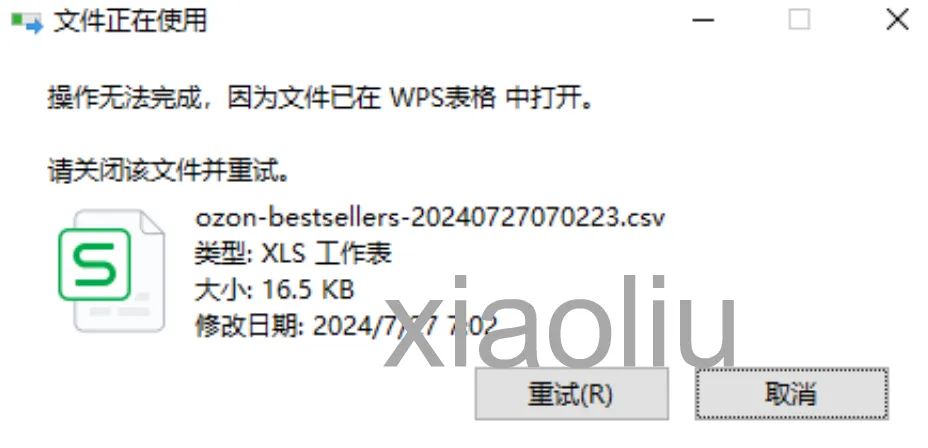 文件正在使用
操作无法完成，因为文件已在 WPS表格 中打开。
请关闭该文件并重试。
ozon-bestsellers-20240727070223.csv
类型: XLS 工作表
大小: 16.5 KB
修改日期: 2024/7/27 7:02
xiaoliu
重试(R)
取消